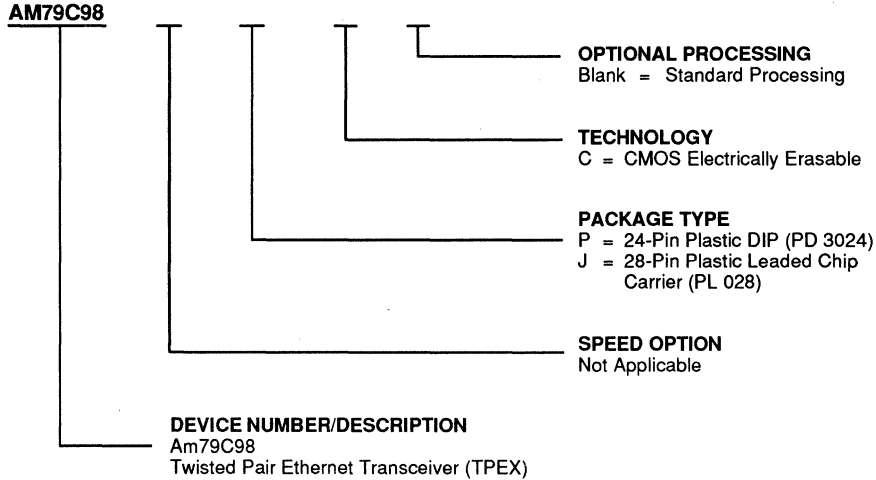 AM79C98
OPTIONAL PROCESSING
Blank = Standard Processing
TECHNOLOGY
C = CMOS Electrically Erasable
PACKAGE TYPE
P = 24-Pin Plastic DIP (PD 3024)
J = 28-Pin Plastic Leaded Chip
Carrier (PL 028)
SPEED OPTION
Not Applicable
DEVICE NUMBER/DESCRIPTION
Am79C98
Twisted Pair Ethernet Transceiver (TPEX)